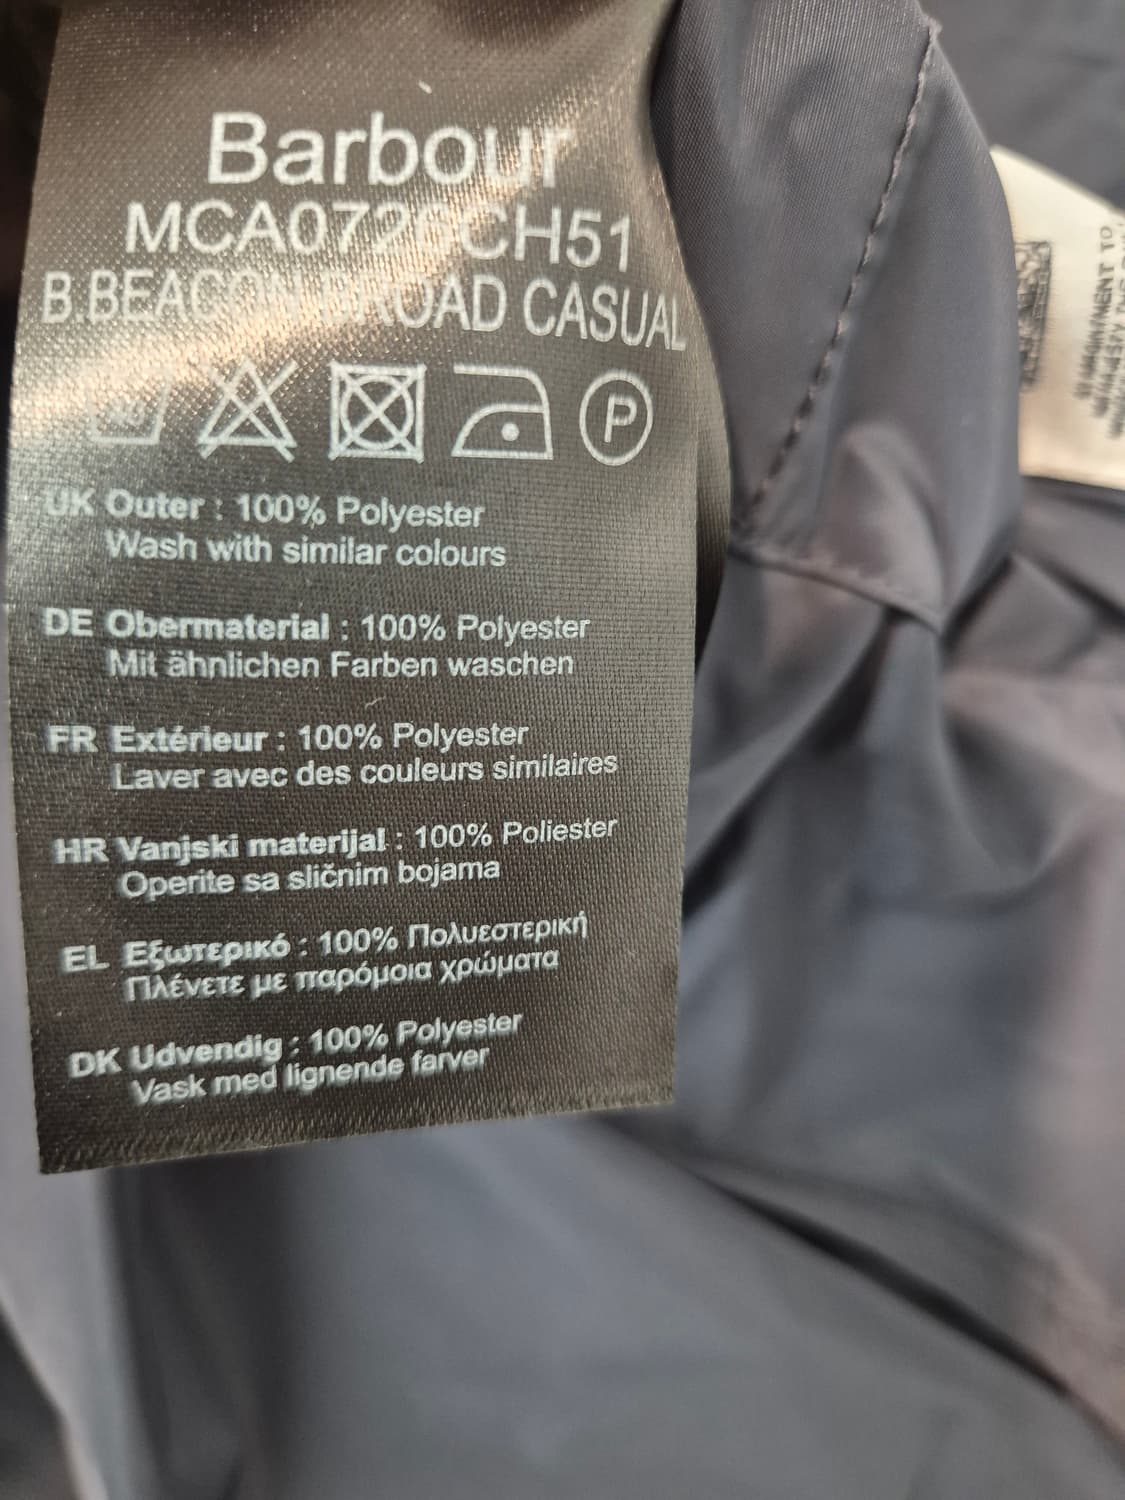 Barbour
B.BEACON BROAD CASUAL
P
UK Outer : 100% Polyester
Wash with similar colours
DE Obermaterial : 100% Polyester
Mit ähnlichen Farben waschen
FR Extérieur : 100% Polyester
Laver avec des couleurs similaires
HR Vanjski materijal : 100% Poliester
Operite sa sličnim bojama
EL Εξωτερικό : 100% Πολυεστερική
Πλένετε με παρόμοια χρώματα
DK Udvendig : 100% Polyester
Vask med lignende farver